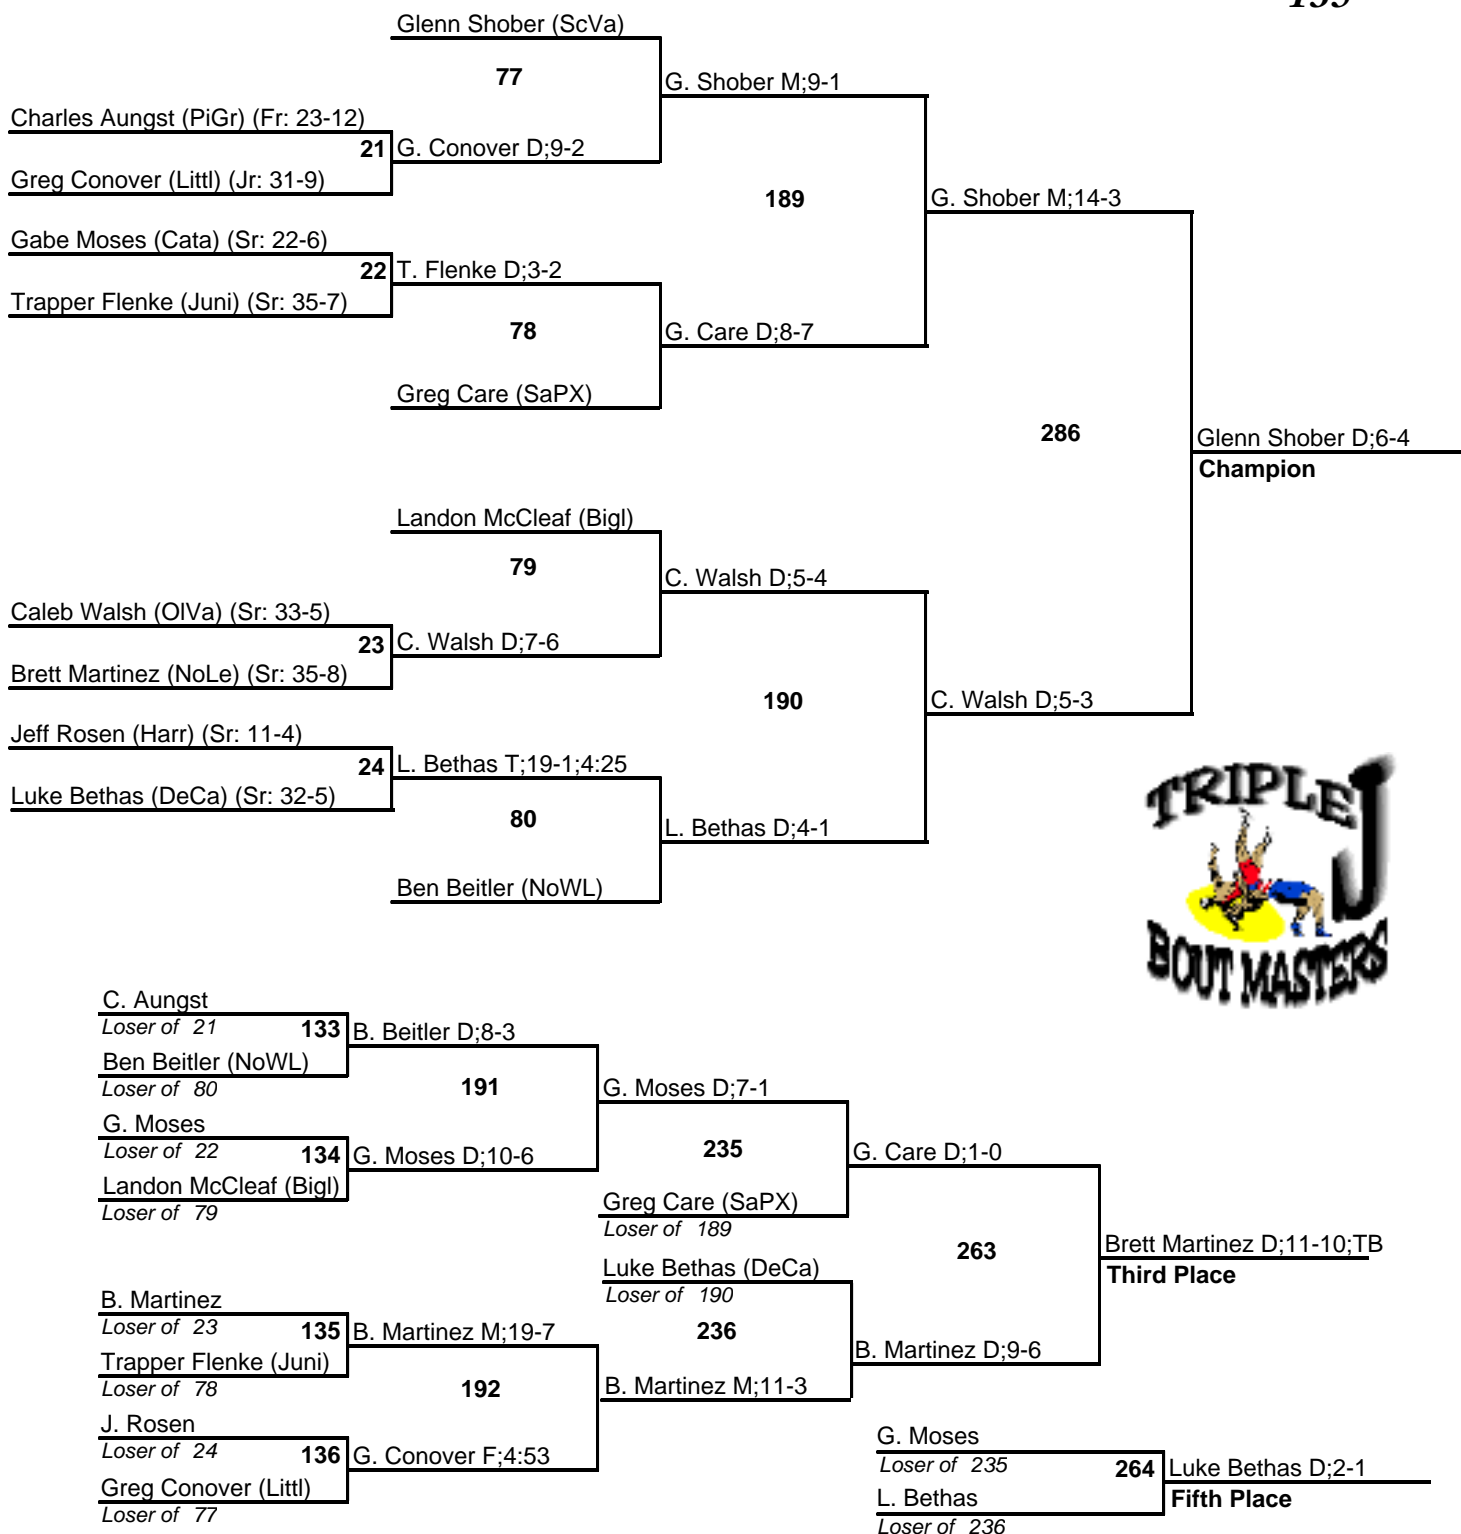 Glenn Shober (ScVa)
77
G. Shober M;9-1
Charles Aungst (PiGr) (Fr: 23-12)
21
G. Conover D;9-2
Greg Conover (Littl) (Jr: 31-9)
189
G. Shober M;14-3
Gabe Moses (Cata) (Sr: 22-6)
22
T. Flenke D;3-2
Trapper Flenke (Juni) (Sr: 35-7)
78
G. Care D;8-7
Greg Care (SaPX)
286
Glenn Shober D;6-4
Champion
Landon McCleaf (Bigl)
79
C. Walsh D;5-4
Caleb Walsh (OlVa) (Sr: 33-5)
23
C. Walsh D;7-6
Brett Martinez (NoLe) (Sr: 35-8)
190
C. Walsh D;5-3
Jeff Rosen (Harr) (Sr: 11-4)
24
L. Bethas T;19-1;4:25
Luke Bethas (DeCa) (Sr: 32-5)
80
L. Bethas D;4-1
Ben Beitler (NoWL)
TRIPLE J
BOUT MASTERS
C. Aungst
Loser of 21
133
B. Beitler D;8-3
Ben Beitler (NoWL)
Loser of 80
191
G. Moses D;7-1
G. Moses
Loser of 22
134
G. Moses D;10-6
Landon McCleaf (Bigl)
Loser of 79
235
G. Care D;1-0
Greg Care (SaPX)
Loser of 189
263
Brett Martinez D;11-10;TB
Third Place
Luke Bethas (DeCa)
Loser of 190
B. Martinez
Loser of 23
135
B. Martinez M;19-7
236
B. Martinez D;9-6
Trapper Flenke (Juni)
Loser of 78
192
B. Martinez M;11-3
J. Rosen
Loser of 24
136
G. Conover F;4:53
Greg Conover (Littl)
Loser of 77
G. Moses
Loser of 235
264
Luke Bethas D;2-1
Fifth Place
L. Bethas
Loser of 236